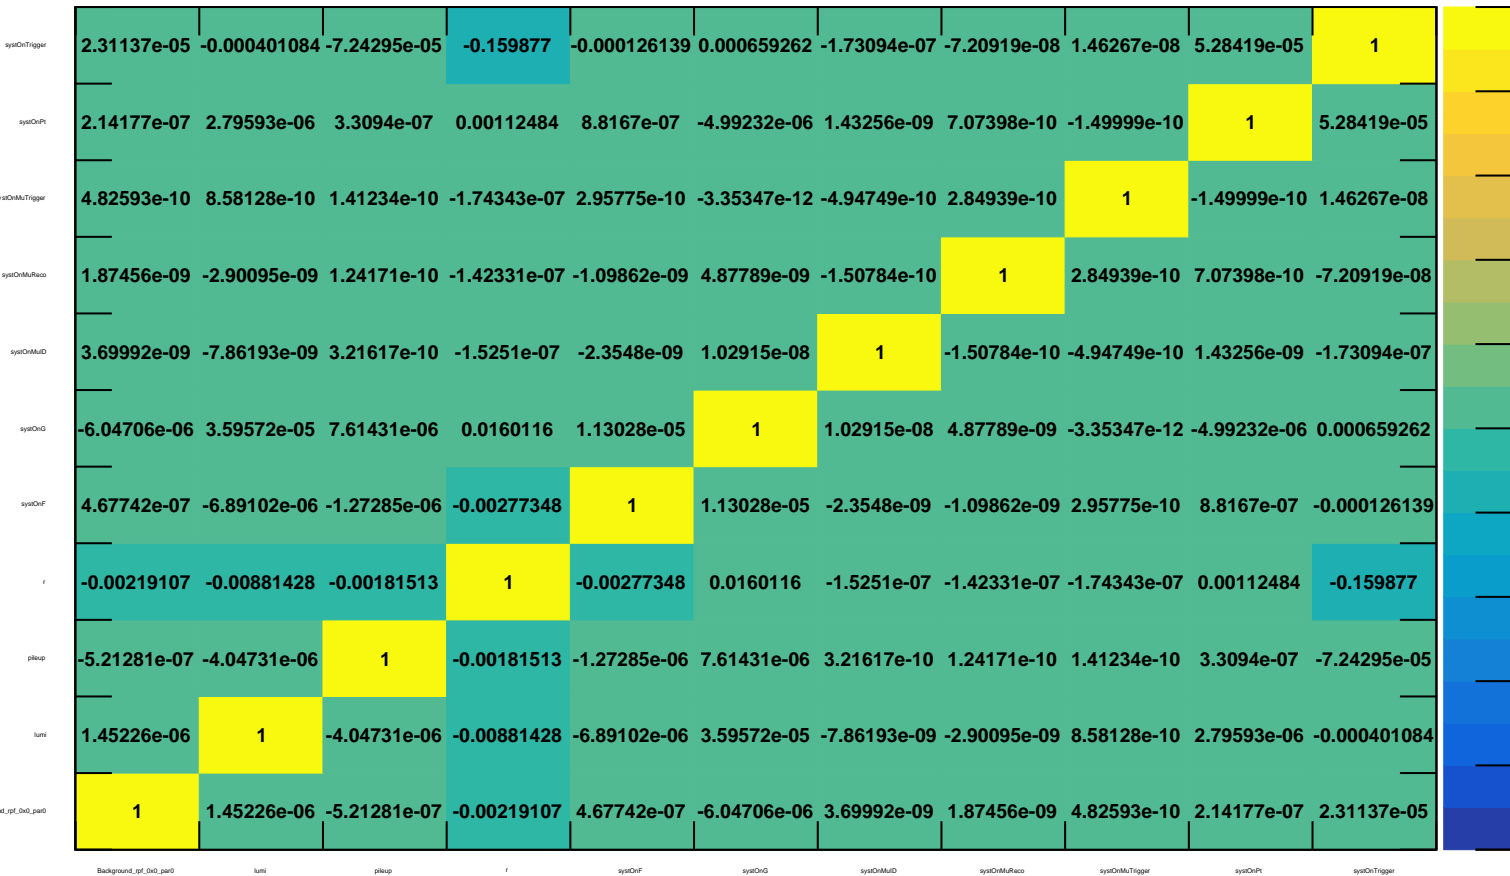 systOnTrigger 2.31137e-05 -0.000401084 -7.24295e-05 -0.159877 -0.000126139 0.000659262 -1.73094e-07 -7.20919e-08 1.46267e-08 5.28419e-05 1
systOnPt 2.14177e-07 2.79593e-06 3.3094e-07 0.00112484 8.8167e-07 -4.99232e-06 1.43256e-09 7.07398e-10 -1.49999e-10 1 5.28419e-05
stOnMuTrigger 4.82593e-10 8.58128e-10 1.41234e-10 -1.74343e-07 2.95775e-10 -3.35347e-12 -4.94749e-10 2.84939e-10 1 -1.49999e-10 1.46267e-08
systOnMuReco 1.87456e-09 -2.90095e-09 1.24171e-10 -1.42331e-07 -1.09862e-09 4.87789e-09 -1.50784e-10 1 2.84939e-10 7.07398e-10 -7.20919e-08
systOnMuID 3.69992e-09 -7.86193e-09 3.21617e-10 -1.5251e-07 -2.3548e-09 1.02915e-08 1 -1.50784e-10 -4.94749e-10 1.43256e-09 -1.73094e-07
systOnG -6.04706e-06 3.59572e-05 7.61431e-06 0.0160116 1.13028e-05 1 1.02915e-08 4.87789e-09 -3.35347e-12 -4.99232e-06 0.000659262
systOnF 4.67742e-07 -6.89102e-06 -1.27285e-06 -0.00277348 1 1.13028e-05 -2.3548e-09 -1.09862e-09 2.95775e-10 8.8167e-07 -0.000126139
r -0.00219107 -0.00881428 -0.00181513 1 -0.00277348 0.0160116 -1.5251e-07 -1.42331e-07 -1.74343e-07 0.00112484 -0.159877
pileup -5.21281e-07 -4.04731e-06 1 -0.00181513 -1.27285e-06 7.61431e-06 3.21617e-10 1.24171e-10 1.41234e-10 3.3094e-07 -7.24295e-05
lumi 1.45226e-06 1 -4.04731e-06 -0.00881428 -6.89102e-06 3.59572e-05 -7.86193e-09 -2.90095e-09 8.58128e-10 2.79593e-06 -0.000401084
d_rpf_0x0_par0 1 1.45226e-06 -5.21281e-07 -0.00219107 4.67742e-07 -6.04706e-06 3.69992e-09 1.87456e-09 4.82593e-10 2.14177e-07 2.31137e-05
Background_rpf_0x0_par0 lumi pileup r systOnF systOnG systOnMuID systOnMuReco systOnMuTrigger systOnPt systOnTrigger